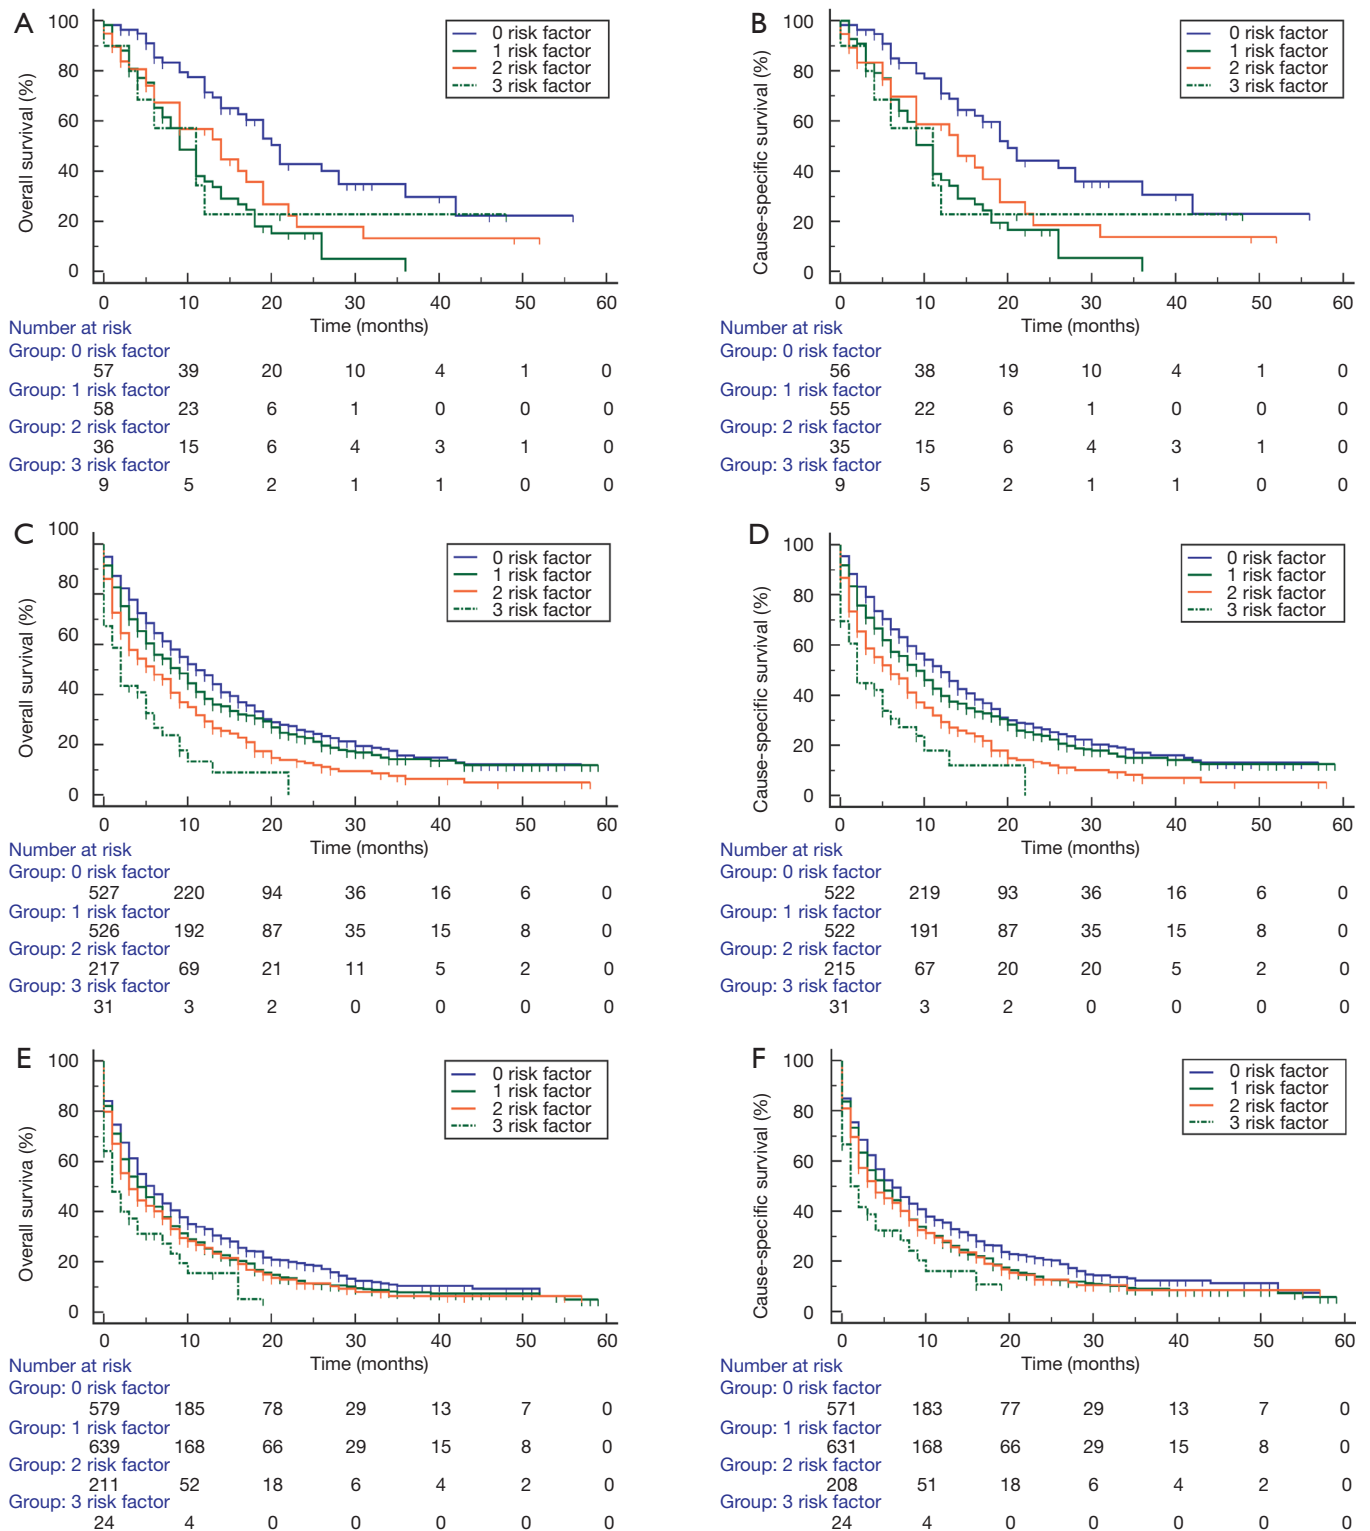 A
Overall survival (%)
100
80
60
40
20
0
0 risk factor
1 risk factor
2 risk factor
3 risk factor
0 10 20 30 40 50 60
Time (months)
Number at risk
Group: 0 risk factor
57 39 20 10 4 1 0
Group: 1 risk factor
58 23 6 1 0 0 0
Group: 2 risk factor
36 15 6 4 3 1 0
Group: 3 risk factor
9 5 2 1 1 0 0
B
Cause-specific survival (%)
100
80
60
40
20
0
0 risk factor
1 risk factor
2 risk factor
3 risk factor
0 10 20 30 40 50 60
Time (months)
Number at risk
Group: 0 risk factor
56 38 19 10 4 1 0
Group: 1 risk factor
55 22 6 1 0 0 0
Group: 2 risk factor
35 15 6 4 3 1 0
Group: 3 risk factor
9 5 2 1 1 0 0
C
Overall survival (%)
100
80
60
40
20
0
0 risk factor
1 risk factor
2 risk factor
3 risk factor
0 10 20 30 40 50 60
Time (months)
Number at risk
Group: 0 risk factor
527 220 94 36 16 6 0
Group: 1 risk factor
526 192 87 35 15 8 0
Group: 2 risk factor
217 69 21 11 5 2 0
Group: 3 risk factor
31 3 2 0 0 0 0
D
Cause-specific survival (%)
100
80
60
40
20
0
0 risk factor
1 risk factor
2 risk factor
3 risk factor
0 10 20 30 40 50 60
Time (months)
Number at risk
Group: 0 risk factor
522 219 93 36 16 6 0
Group: 1 risk factor
522 191 87 35 15 8 0
Group: 2 risk factor
215 67 20 20 5 2 0
Group: 3 risk factor
31 3 2 0 0 0 0
E
Overall surviva (%)
100
80
60
40
20
0
0 risk factor
1 risk factor
2 risk factor
3 risk factor
0 10 20 30 40 50 60
Time (months)
Number at risk
Group: 0 risk factor
579 185 78 29 13 7 0
Group: 1 risk factor
639 168 66 29 15 8 0
Group: 2 risk factor
211 52 18 6 4 2 0
Group: 3 risk factor
24 4 0 0 0 0 0
F
Cause-specific survival (%)
100
80
60
40
20
0
0 risk factor
1 risk factor
2 risk factor
3 risk factor
0 10 20 30 40 50 60
Time (months)
Number at risk
Group: 0 risk factor
571 183 77 29 13 7 0
Group: 1 risk factor
631 168 66 29 15 8 0
Group: 2 risk factor
208 51 18 6 4 2 0
Group: 3 risk factor
24 4 0 0 0 0 0